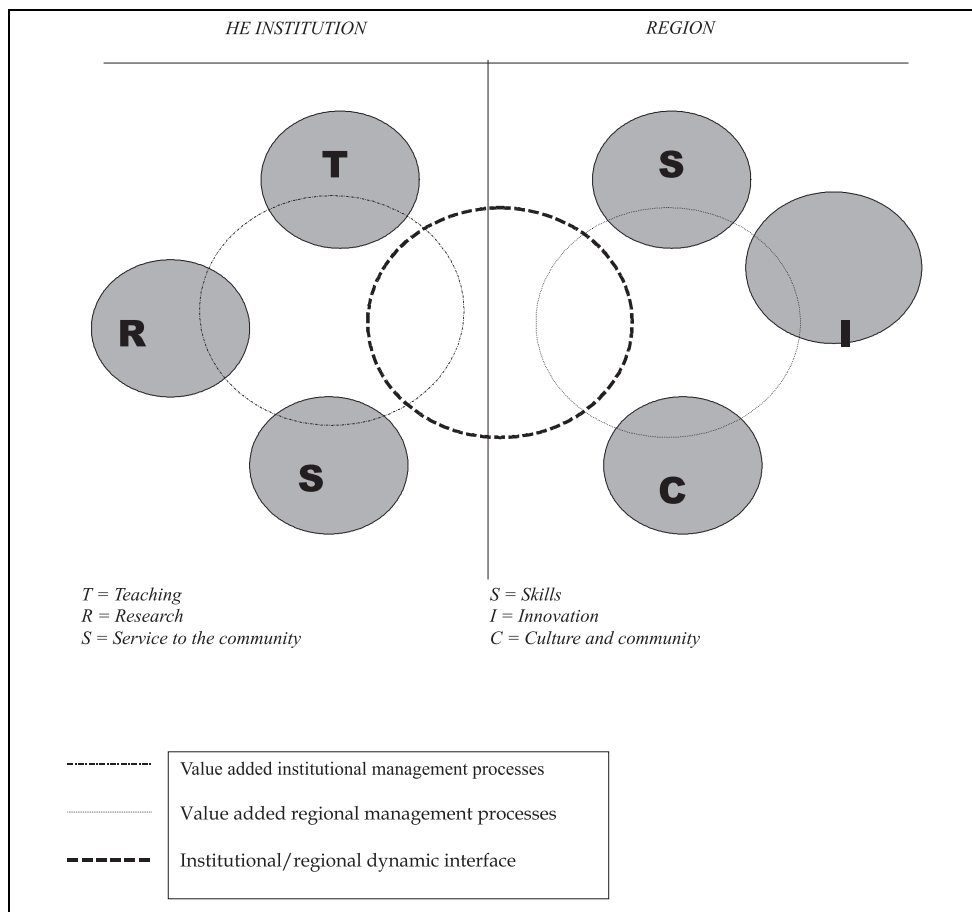 HE INSTITUTION
REGION
T
S
R
I
S
C
T = Teaching
R = Research
S = Service to the community
S = Skills
I = Innovation
C = Culture and community
Value added institutional management processes
Value added regional management processes
Institutional/regional dynamic interface